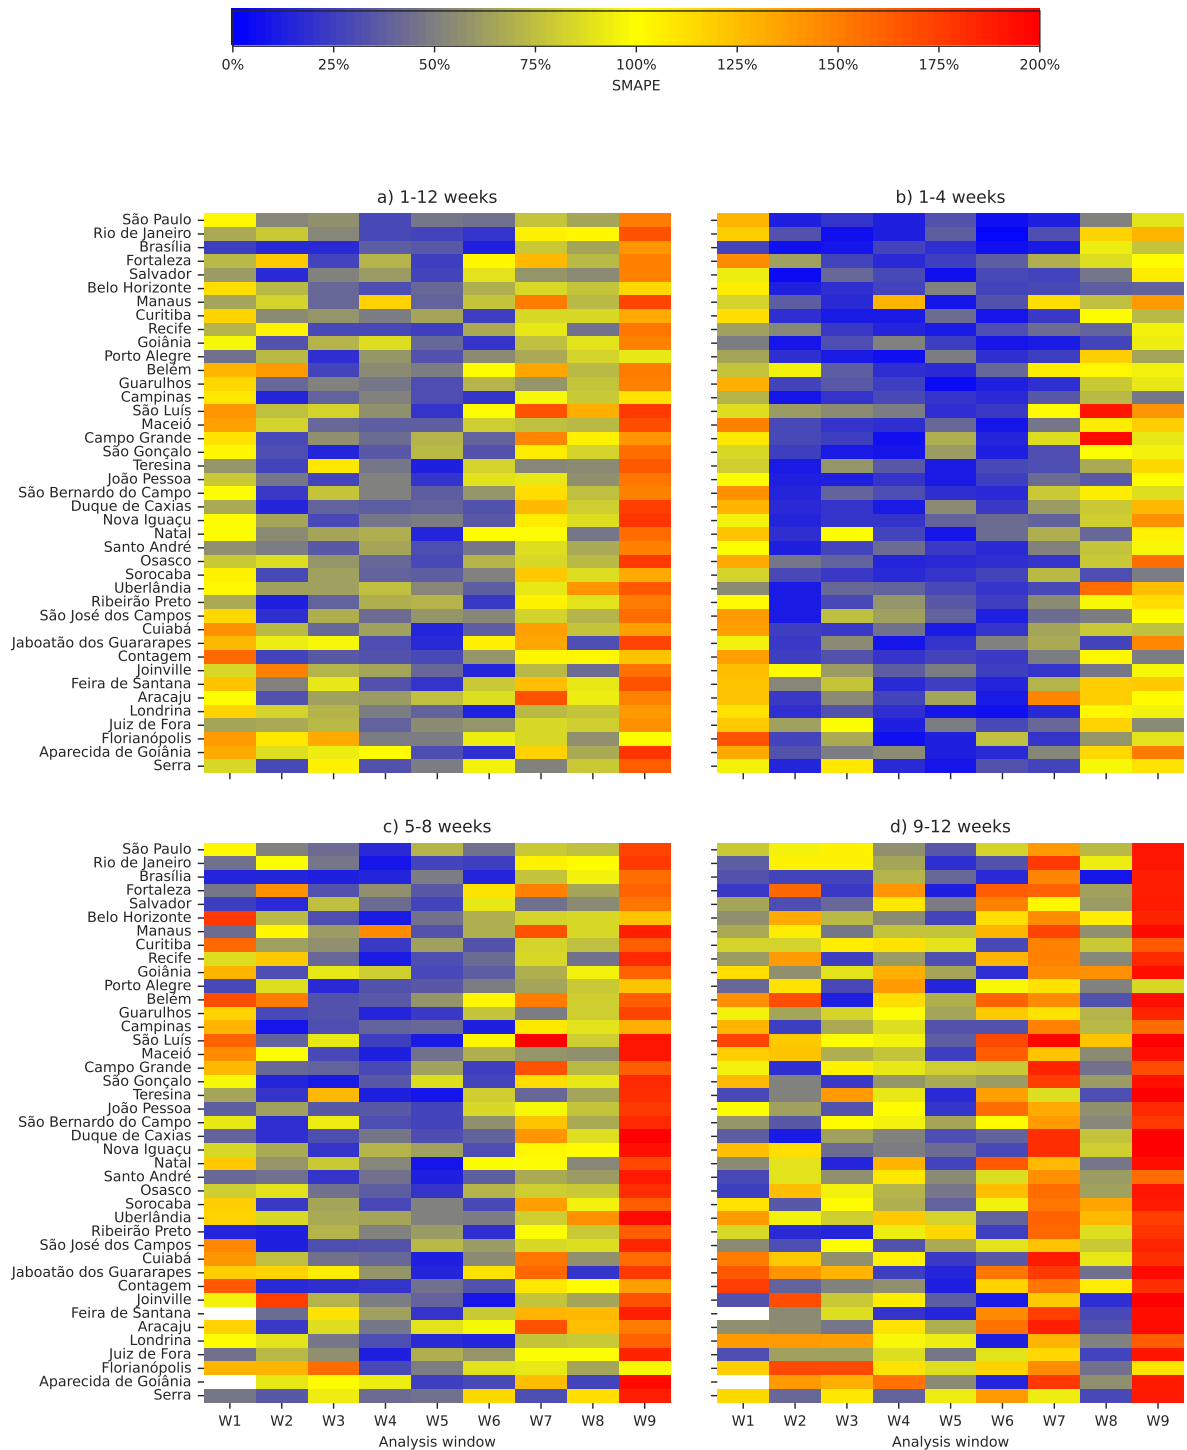 0% 25% 50% 75% 100% 125% 150% 175% 200%
SMAPE
a) 1-12 weeks
b) 1-4 weeks
São Paulo
Rio de Janeiro
Brasília
Fortaleza
Salvador
Belo Horizonte
Manaus
Curitiba
Recife
Goiânia
Porto Alegre
Belém
Guarulhos
Campinas
São Luís
Maceió
Campo Grande
São Gonçalo
Teresina
João Pessoa
São Bernardo do Campo
Duque de Caxias
Nova Iguaçu
Natal
Santo André
Osasco
Sorocaba
Uberlândia
Ribeirão Preto
São José dos Campos
Cuiabá
Jaboatão dos Guararapes
Contagem
Joinville
Feira de Santana
Aracaju
Londrina
Juiz de Fora
Florianópolis
Aparecida de Goiânia
Serra
c) 5-8 weeks
d) 9-12 weeks
São Paulo
Rio de Janeiro
Brasília
Fortaleza
Salvador
Belo Horizonte
Manaus
Curitiba
Recife
Goiânia
Porto Alegre
Belém
Guarulhos
Campinas
São Luís
Maceió
Campo Grande
São Gonçalo
Teresina
João Pessoa
São Bernardo do Campo
Duque de Caxias
Nova Iguaçu
Natal
Santo André
Osasco
Sorocaba
Uberlândia
Ribeirão Preto
São José dos Campos
Cuiabá
Jaboatão dos Guararapes
Contagem
Joinville
Feira de Santana
Aracaju
Londrina
Juiz de Fora
Florianópolis
Aparecida de Goiânia
Serra
W1 W2 W3 W4 W5 W6 W7 W8 W9
Analysis window
W1 W2 W3 W4 W5 W6 W7 W8 W9
Analysis window